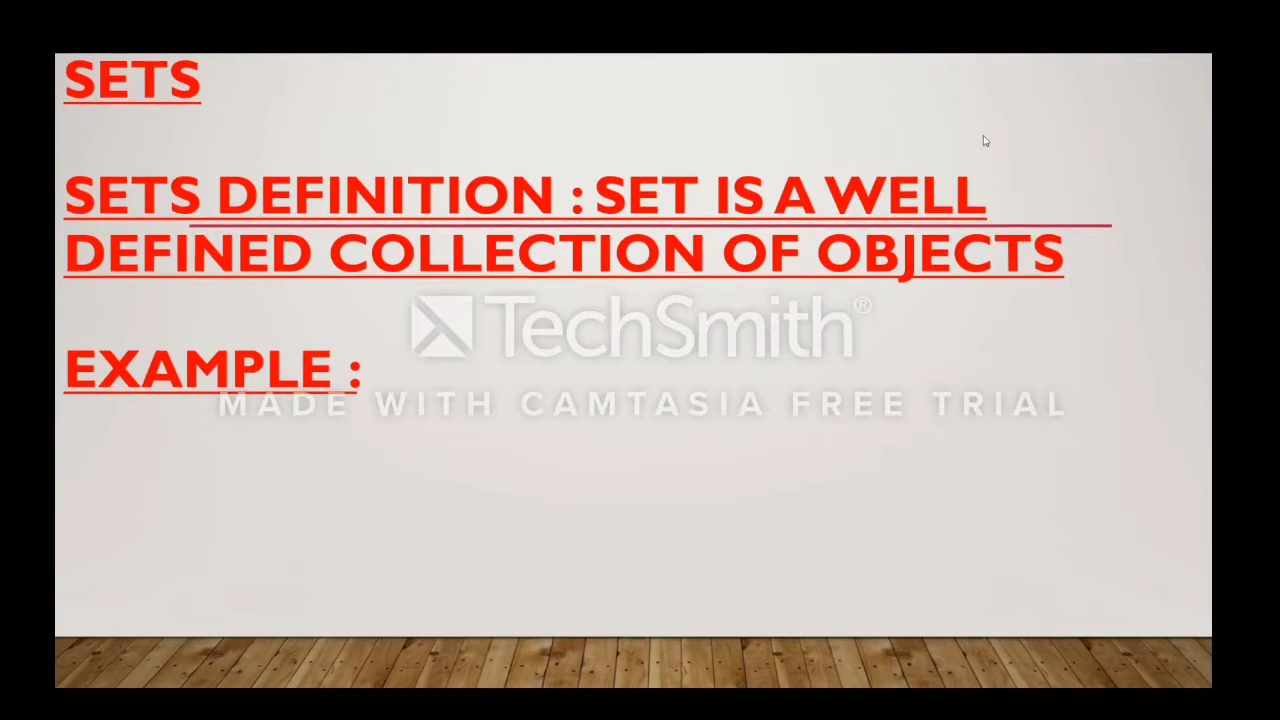 SETS
SETS DEFINITION : SET IS A WELL
DEFINED COLLECTION OF OBJECTS
TechSmith®
EXAMPLE :
MADE WITH CAMTASIA FREE TRIAL